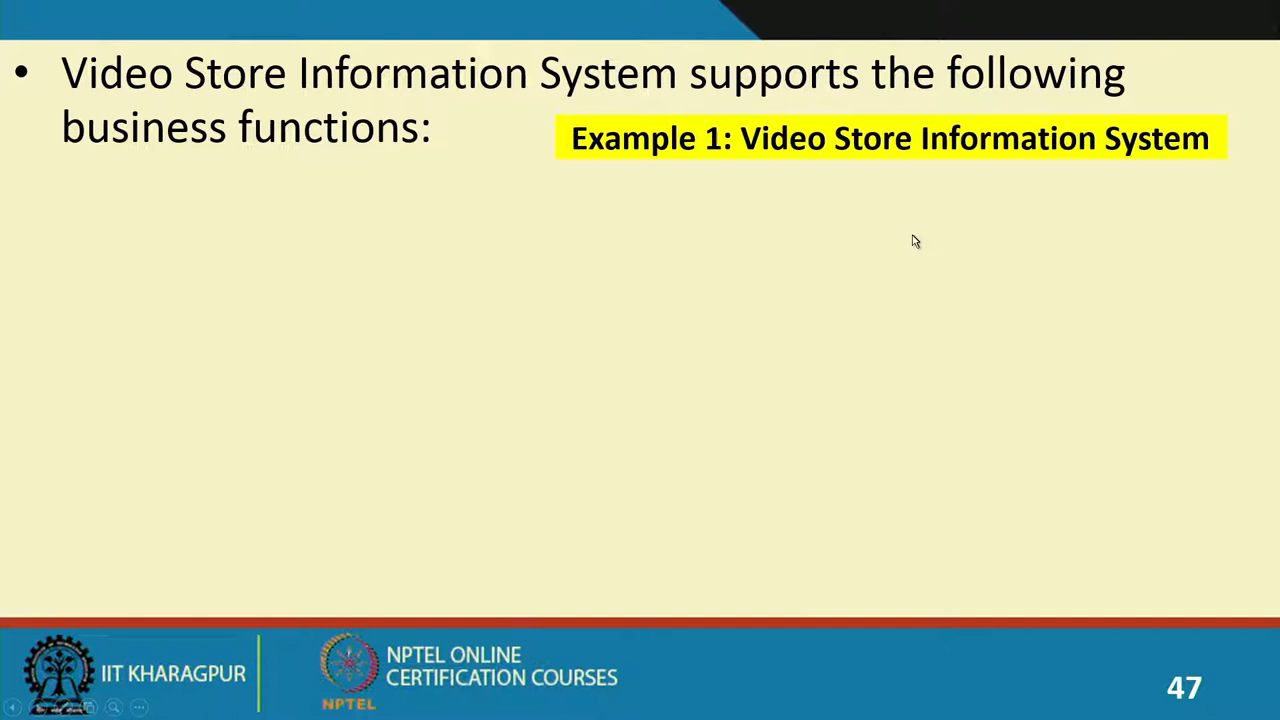 • Video Store Information System supports the following
business functions:
Example 1: Video Store Information System
IIT KHARAGPUR
NPTEL
NPTEL ONLINE
CERTIFICATION COURSES
47